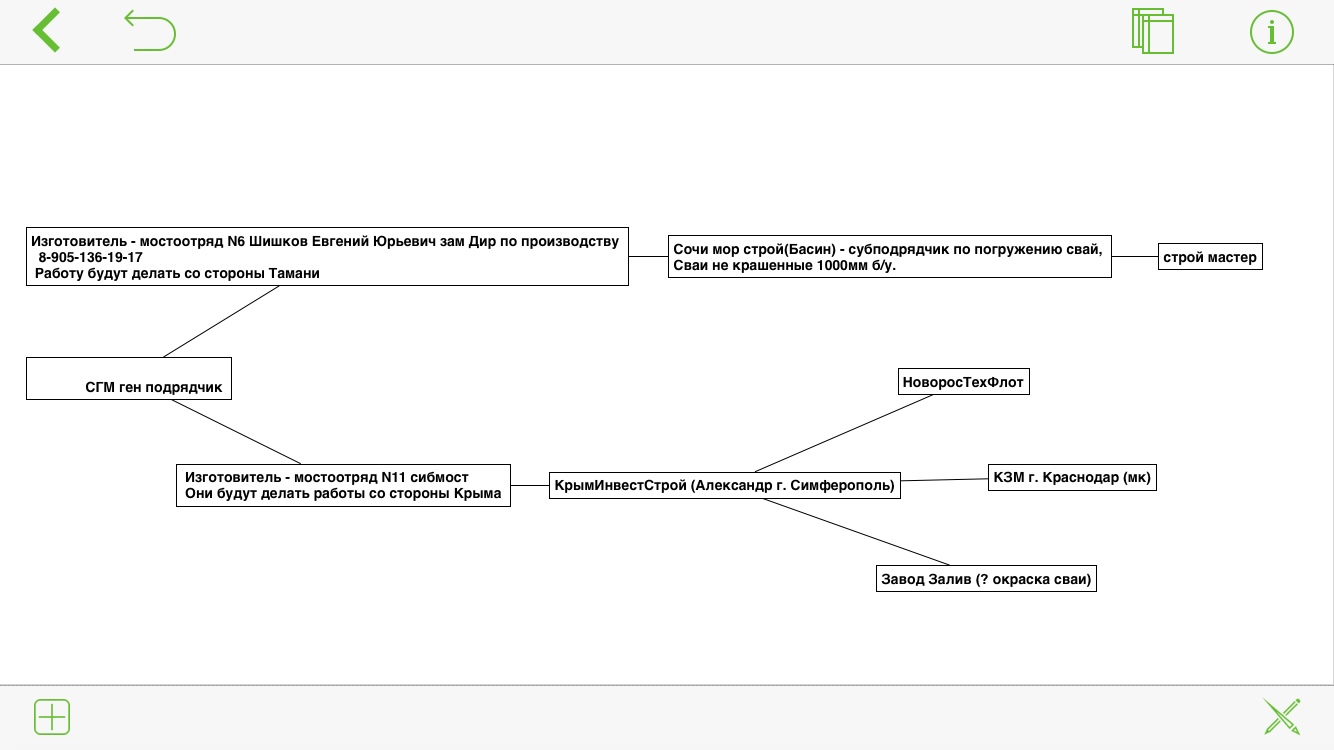 Изготовитель - мостоотряд N6 Шишков Евгений Юрьевич зам Дир по производству
8-905-136-19-17
Работу будут делать со стороны Тамани
Сочи мор строй(Басин) - субподрядчик по погружению свай,
Сваи не крашенные 1000мм б/у.
строй мастер
СГМ ген подрядчик
НоворосТехФлот
Изготовитель - мостоотряд N11 сибмост
Они будут делать работы со стороны Крыма
КрымИнвестСтрой (Александр г. Симферополь)
КЗМ г. Краснодар (мк)
Завод Залив (? окраска сваи)